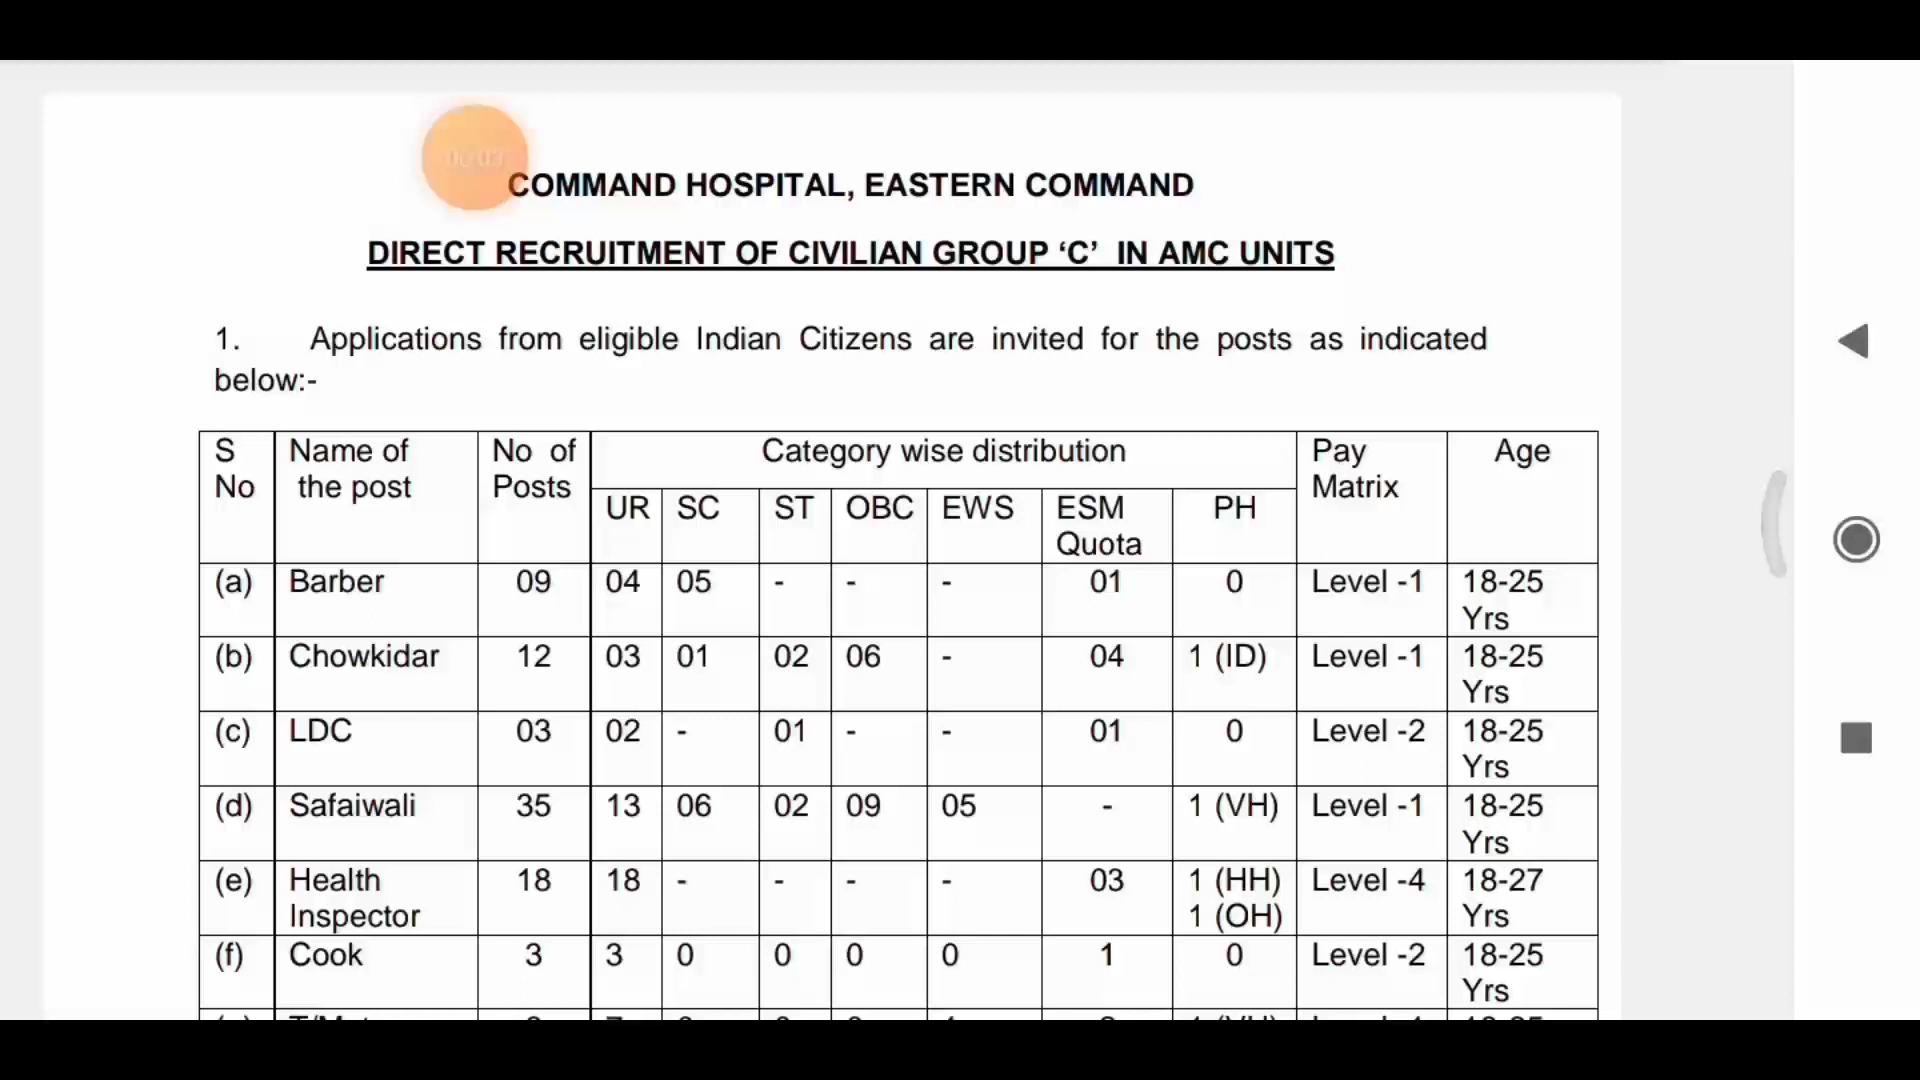 COMMAND HOSPITAL, EASTERN COMMAND
DIRECT RECRUITMENT OF CIVILIAN GROUP ‘C’ IN AMC UNITS
1. Applications from eligible Indian Citizens are invited for the posts as indicated
below:-
S No | Name of the post | No of Posts | Category wise distribution | Pay Matrix | Age
UR | SC | ST | OBC | EWS | ESM Quota | PH
(a) | Barber | 09 | 04 | 05 | - | - | - | 01 | 0 | Level -1 | 18-25 Yrs
(b) | Chowkidar | 12 | 03 | 01 | 02 | 06 | - | 04 | 1 (ID) | Level -1 | 18-25 Yrs
(c) | LDC | 03 | 02 | - | 01 | - | - | 01 | 0 | Level -2 | 18-25 Yrs
(d) | Safaiwali | 35 | 13 | 06 | 02 | 09 | 05 | - | 1 (VH) | Level -1 | 18-25 Yrs
(e) | Health Inspector | 18 | 18 | - | - | - | - | 03 | 1 (HH) 1 (OH) | Level -4 | 18-27 Yrs
(f) | Cook | 3 | 3 | 0 | 0 | 0 | 0 | 1 | 0 | Level -2 | 18-25 Yrs